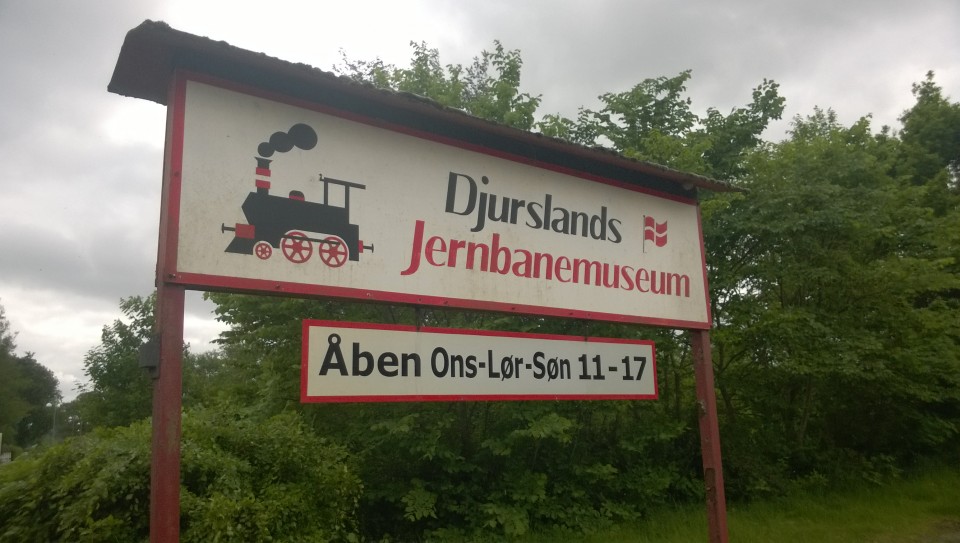 Djurslands
Jernbanemuseum
Åben Ons-Lør-Søn 11-17